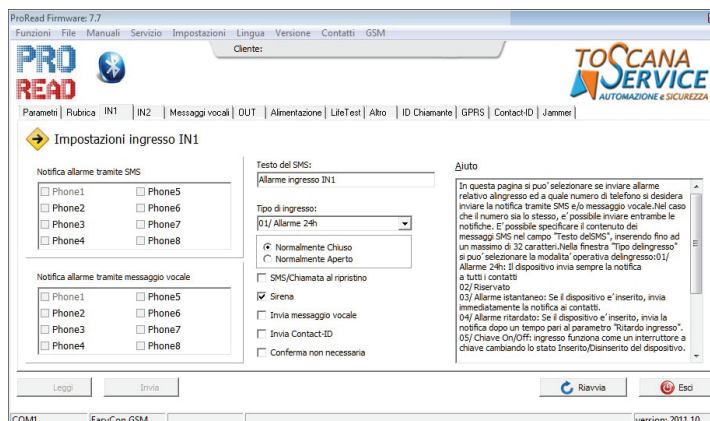 ProRead Firmware: 7.7
Funzioni File Manuali Servizio Impostazioni Lingua Versione Contatti GSM
Cliente:
PRO
READ
TOSCANA
SERVICE
AUTOMAZIONE e SICUREZZA
Parametri Rubrica IN1 IN2 Messaggi vocali OUT Alimentazione LifeTest Altro ID Chiamante GPRS Contact-ID Jammer
Impostazioni ingresso IN1
Notifica allarme tramite SMS
Phone1 Phone5
Phone2 Phone6
Phone3 Phone7
Phone4 Phone8
Notifica allarme tramite messaggio vocale
Phone1 Phone5
Phone2 Phone6
Phone3 Phone7
Phone4 Phone8
Testo del SMS:
Allarme ingresso IN1
Tipo di ingresso:
01/ Allarme 24h
Normalmente Chiuso
Normalmente Aperto
SMS/Chiamata al ripristino
Sirena
Invia messaggio vocale
Invia Contact-ID
Conferma non necessaria
Aiuto
In questa pagina si puo' selezionare se inviare allarme
relativo alingresso ed a quale numero di telefono si desidera
inviare la notifica tramite SMS e/o messaggio vocale.Nel caso
che il numero sia lo stesso, e' possibile inviare entrambe le
notifiche. E' possibile specificare il contenuto dei
messaggi SMS nel campo "Testo delSMS", inserendo fino ad
un massimo di 32 caratteri.Nella finestra "Tipo delingresso"
si puo' selezionare la modalita' operativa delingresso:01/
Allarme 24h: Il dispositivo invia sempre la notifica
a tutti i contatti
02/ Riservato
03/ Allarme istantaneo: Se il dispositivo e' inserito, invia
immediatamente la notifica ai contatti.
04/ Allarme ritardato: Se il dispositivo e' inserito, invia la
notifica dopo un tempo pari al parametro "Ritardo ingresso".
05/ Chiave On/Off: ingresso funziona come un interruttore a
chiave cambiando lo stato Inserito/Disinserito del dispositivo.
Leggi Invia Riavvia Esci
COM1 EasyCon GSM version: 2011.10